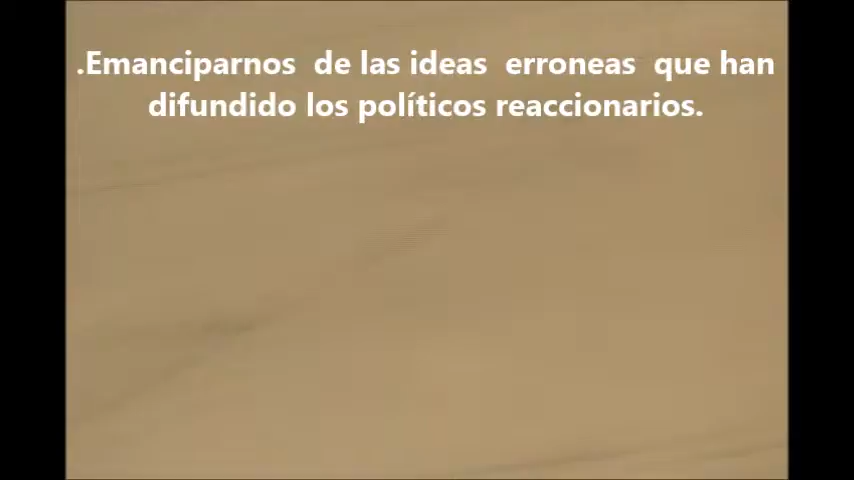 .Emanciparnos de las ideas erroneas que han
difundido los políticos reaccionarios.